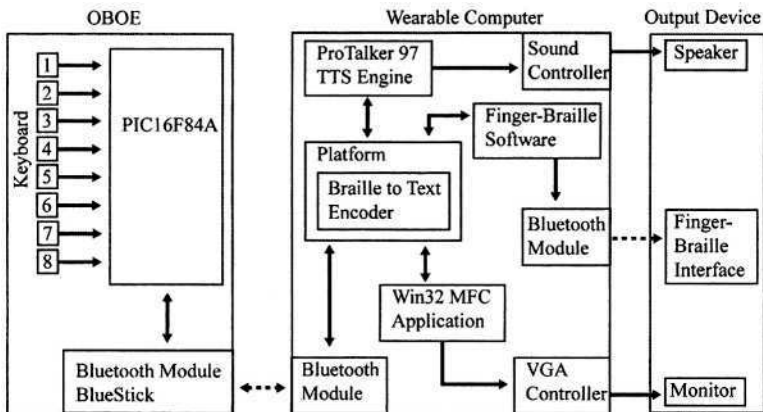 OBOE
Wearable Computer
Output Device
Keyboard
1
2
3
4
5
6
7
8
PIC16F84A
Bluetooth Module
BlueStick
ProTalker 97
TTS Engine
Sound
Controller
Finger-Braille
Software
Platform
Braille to Text
Encoder
Bluetooth
Module
Win32 MFC
Application
Bluetooth
Module
VGA
Controller
Speaker
Finger-
Braille
Interface
Monitor